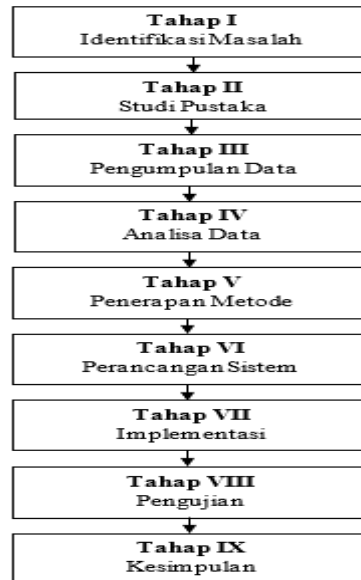 Tahap I
Identifikasi Masalah
Tahap II
Studi Pustaka
Tahap III
Pengumpulan Data
Tahap IV
Analisa Data
Tahap V
Penerapan Metode
Tahap VI
Perancangan Sistem
Tahap VII
Implementasi
Tahap VIII
Pengujian
Tahap IX
Kesimpulan